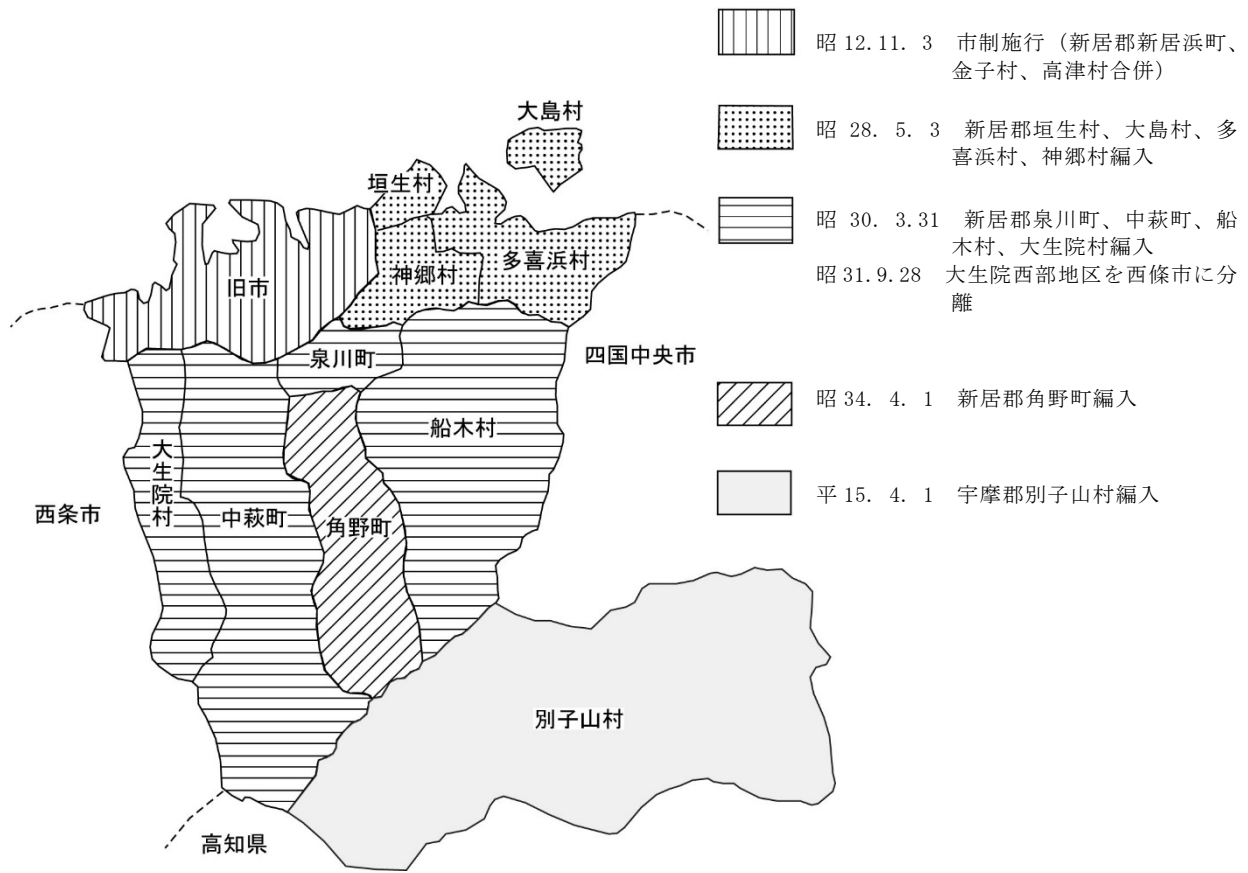 昭12.11. 3 市制施行（新居郡新居浜町、
金子村、高津村合併）
昭 28. 5. 3 新居郡垣生村、大島村、多
喜浜村、神郷村編入
昭 30. 3.31 新居郡泉川町、中萩町、船
木村、大生院村編入
昭31.9.28 大生院西部地区を西條市に分
離
昭 34. 4. 1 新居郡角野町編入
平 15. 4. 1 宇摩郡別子山村編入
大島村
垣生村
神郷村
多喜浜村
旧市
泉川町
四国中央市
船木村
大生院村
西条市
中萩町
角野町
別子山村
高知県